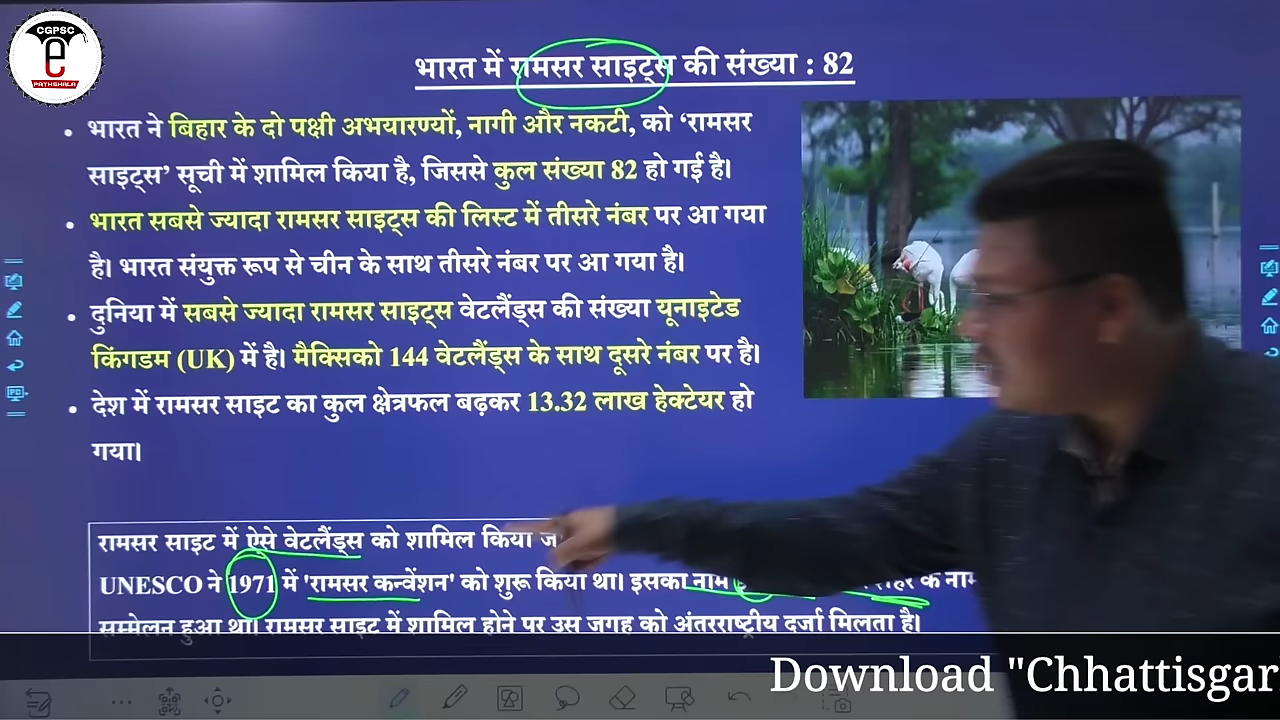 CGPSC
e
PATHSHALA
भारत में रामसर साइट्स की संख्या : 82
• भारत ने बिहार के दो पक्षी अभयारण्यों, नागी और नकटी, को ‘रामसर
साइट्स’ सूची में शामिल किया है, जिससे कुल संख्या 82 हो गई है।
• भारत सबसे ज्यादा रामसर साइट्स की लिस्ट में तीसरे नंबर पर आ गया
है। भारत संयुक्त रूप से चीन के साथ तीसरे नंबर पर आ गया है।
• दुनिया में सबसे ज्यादा रामसर साइट्स वेटलैंड्स की संख्या यूनाइटेड
किंगडम (UK) में है। मैक्सिको 144 वेटलैंड्स के साथ दूसरे नंबर पर है।
• देश में रामसर साइट का कुल क्षेत्रफल बढ़कर 13.32 लाख हेक्टेयर हो
गया।
रामसर साइट में ऐसे वेटलैंड्स को शामिल किया
UNESCO ने 1971 में 'रामसर कन्वेंशन' को शुरू किया था। इसका नाम शहर के नाम
सम्मेलन हुआ था। रामसर साइट में शामिल होने पर उस जगह को अंतरराष्ट्रीय दर्जा मिलता है।
Download "Chhattisgar